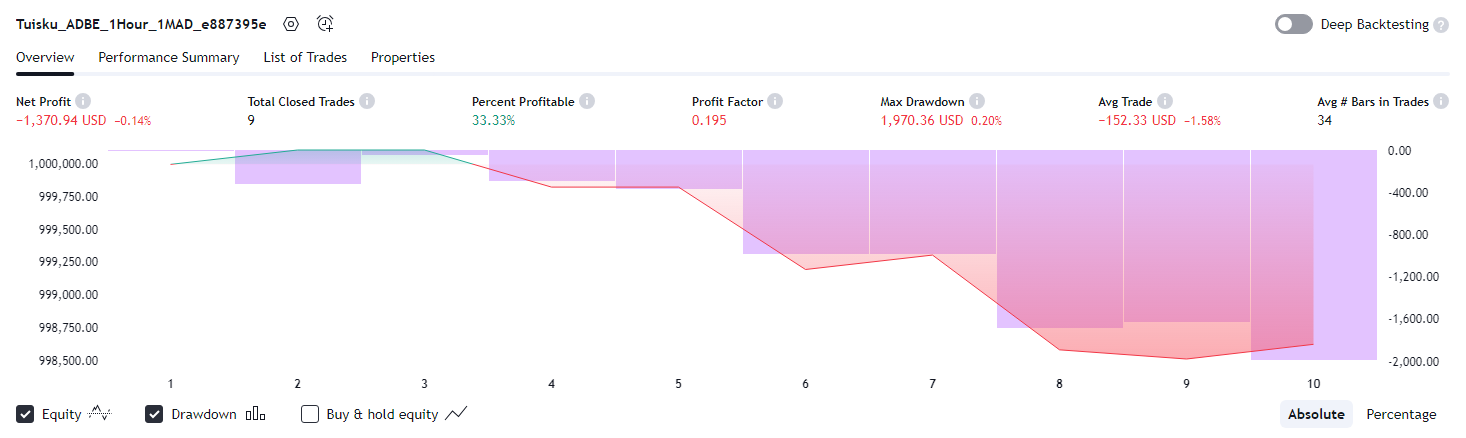 Tuisku_ADBE_1Hour_1MAD_e887395e Deep Backtesting ?
Overview Performance Summary List of Trades Properties
Net Profit Total Closed Trades Percent Profitable Profit Factor Max Drawdown Avg Trade Avg # Bars in Trades
−1,370.94 USD −0.14% 9 33.33% 0.195 1,970.36 USD 0.20% −152.33 USD −1.58% 34
1,000,000.00 0.00
999,750.00 -400.00
999,500.00 -800.00
999,250.00 -1,200.00
999,000.00 -1,600.00
998,750.00 -2,000.00
998,500.00
1 2 3 4 5 6 7 8 9 10
Equity Drawdown Buy & hold equity Absolute Percentage